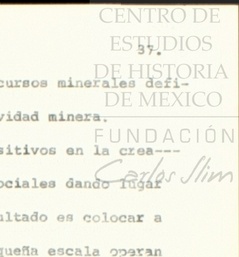 CENTRO DE
ESTUDIOS
37.
DE HISTORIA
cursos minerales defi-
DE MEXICO
vidad minera.
FUNDACIÓN
sitivos en la crea---
Carlos Slim
ociales dando lugar
ultado es colocar a
queña escala operan